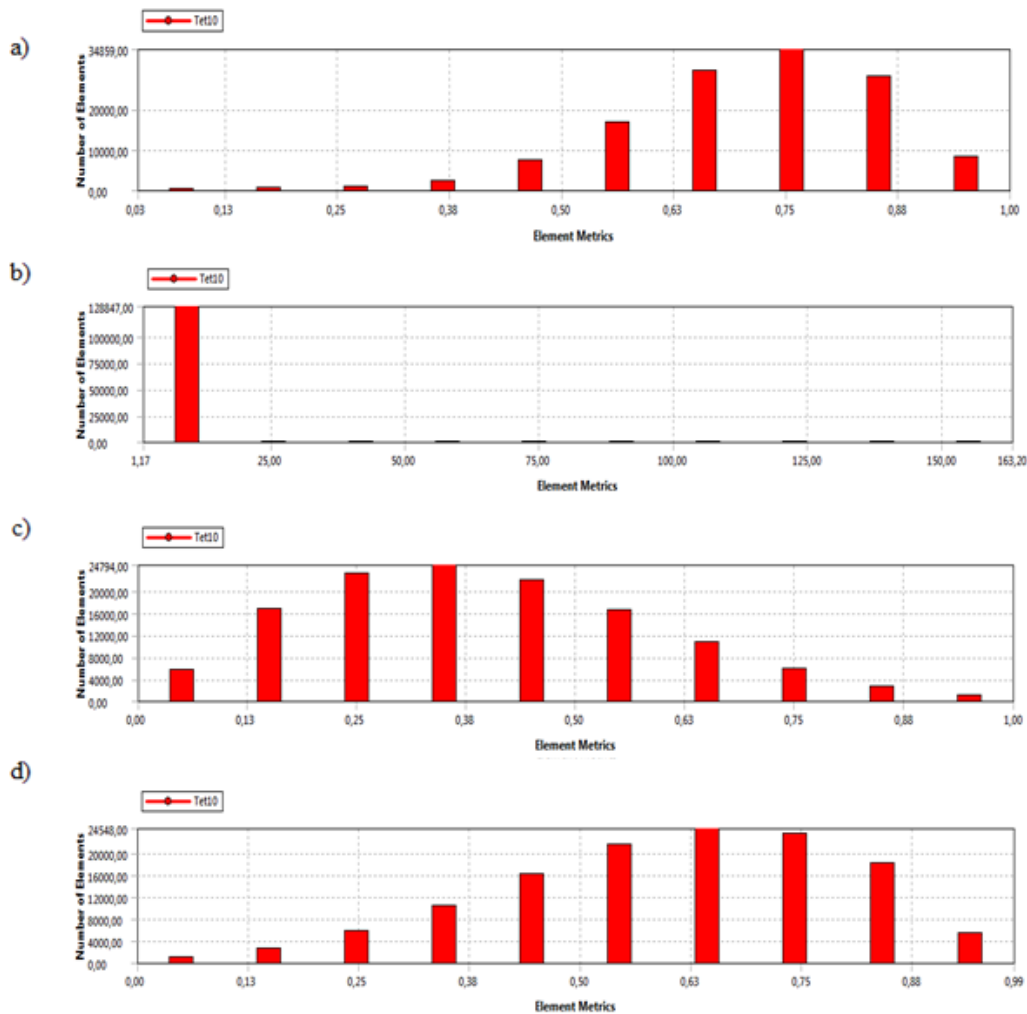 a)
Tet10
Number of Elements
34859,00
20000,00
10000,00
0,00
0,03 0,13 0,25 0,38 0,50 0,63 0,75 0,88 1,00
Element Metrics
b)
Tet10
Number of Elements
128847,00
100000,00
75000,00
50000,00
25000,00
0,00
1,17 25,00 50,00 75,00 100,00 125,00 150,00 163,20
Element Metrics
c)
Tet10
Number of Elements
24794,00
20000,00
16000,00
12000,00
8000,00
4000,00
0,00
0,00 0,13 0,25 0,38 0,50 0,63 0,75 0,88 1,00
Element Metrics
d)
Tet10
Number of Elements
24548,00
20000,00
16000,00
12000,00
8000,00
4000,00
0,00
0,00 0,13 0,25 0,38 0,50 0,63 0,75 0,88 0,99
Element Metrics